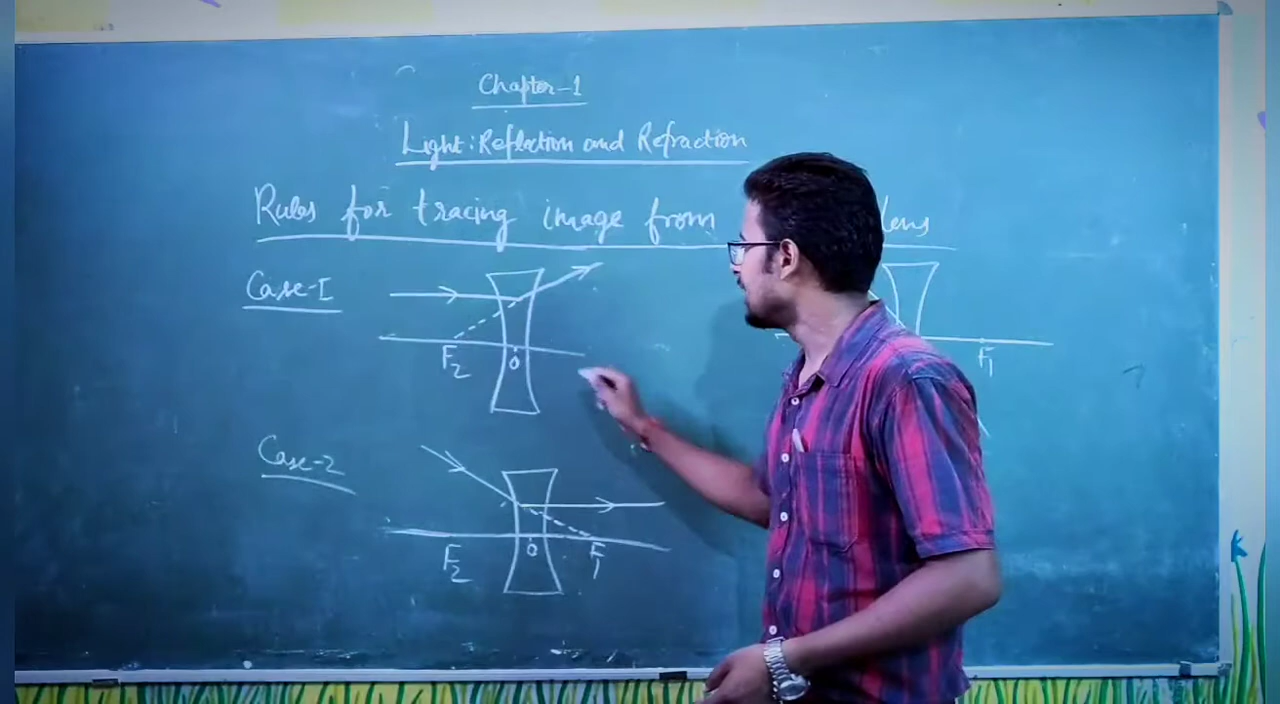 Chapter-1
Light: Reflection and Refraction
Rules for tracing image from lens
Case-I
F2
O
F1
Case-2
F2
O
F1